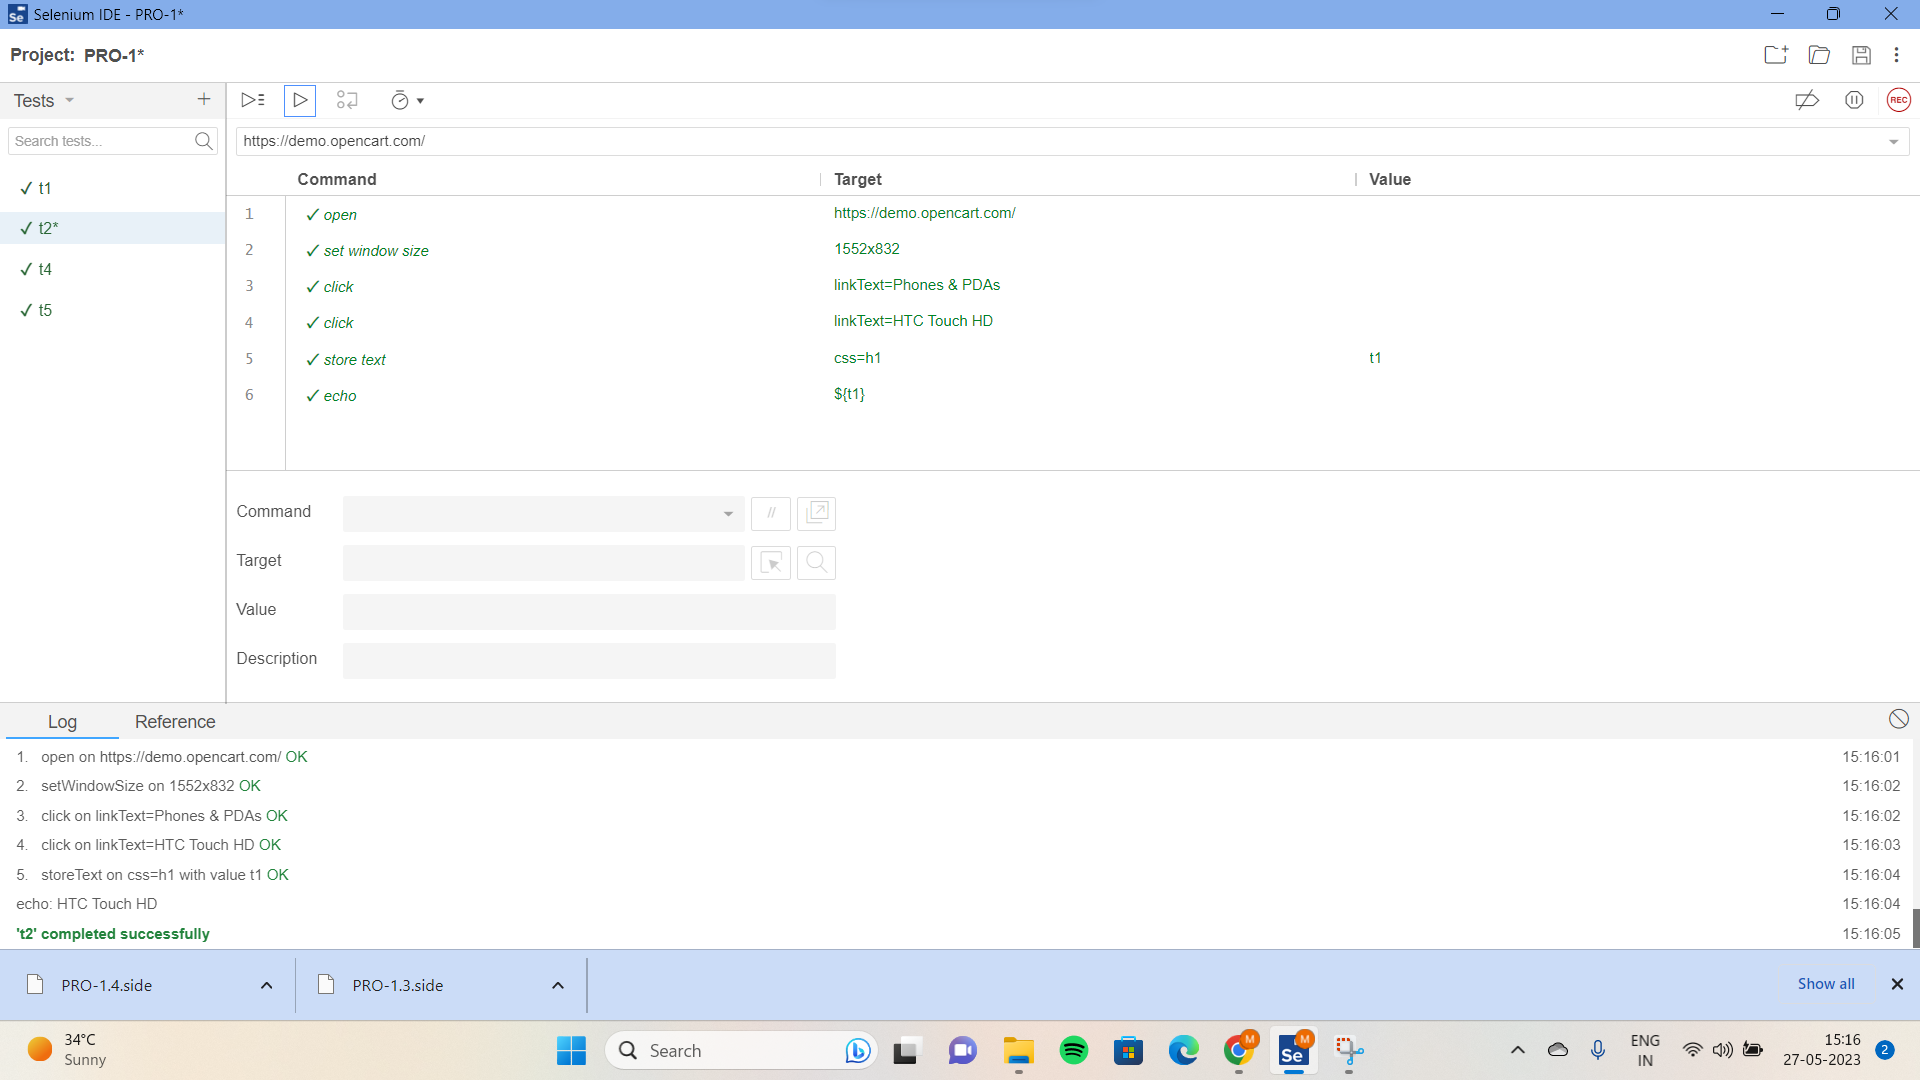 Se Selenium IDE - PRO-1*
Project: PRO-1*
Tests
Search tests...
✓ t1
✓ t2*
✓ t4
✓ t5
REC
https://demo.opencart.com/
Command Target Value
1 ✓ open https://demo.opencart.com/
2 ✓ set window size 1552x832
3 ✓ click linkText=Phones & PDAs
4 ✓ click linkText=HTC Touch HD
5 ✓ store text css=h1 t1
6 ✓ echo ${t1}
Command //
Target
Value
Description
Log Reference
1. open on https://demo.opencart.com/ OK 15:16:01
2. setWindowSize on 1552x832 OK 15:16:02
3. click on linkText=Phones & PDAs OK 15:16:02
4. click on linkText=HTC Touch HD OK 15:16:03
5. storeText on css=h1 with value t1 OK 15:16:04
echo: HTC Touch HD 15:16:04
't2' completed successfully 15:16:05
PRO-1.4.side PRO-1.3.side Show all
34°C
Sunny
Search
M
M
Se
ENG
IN
15:16
27-05-2023
2